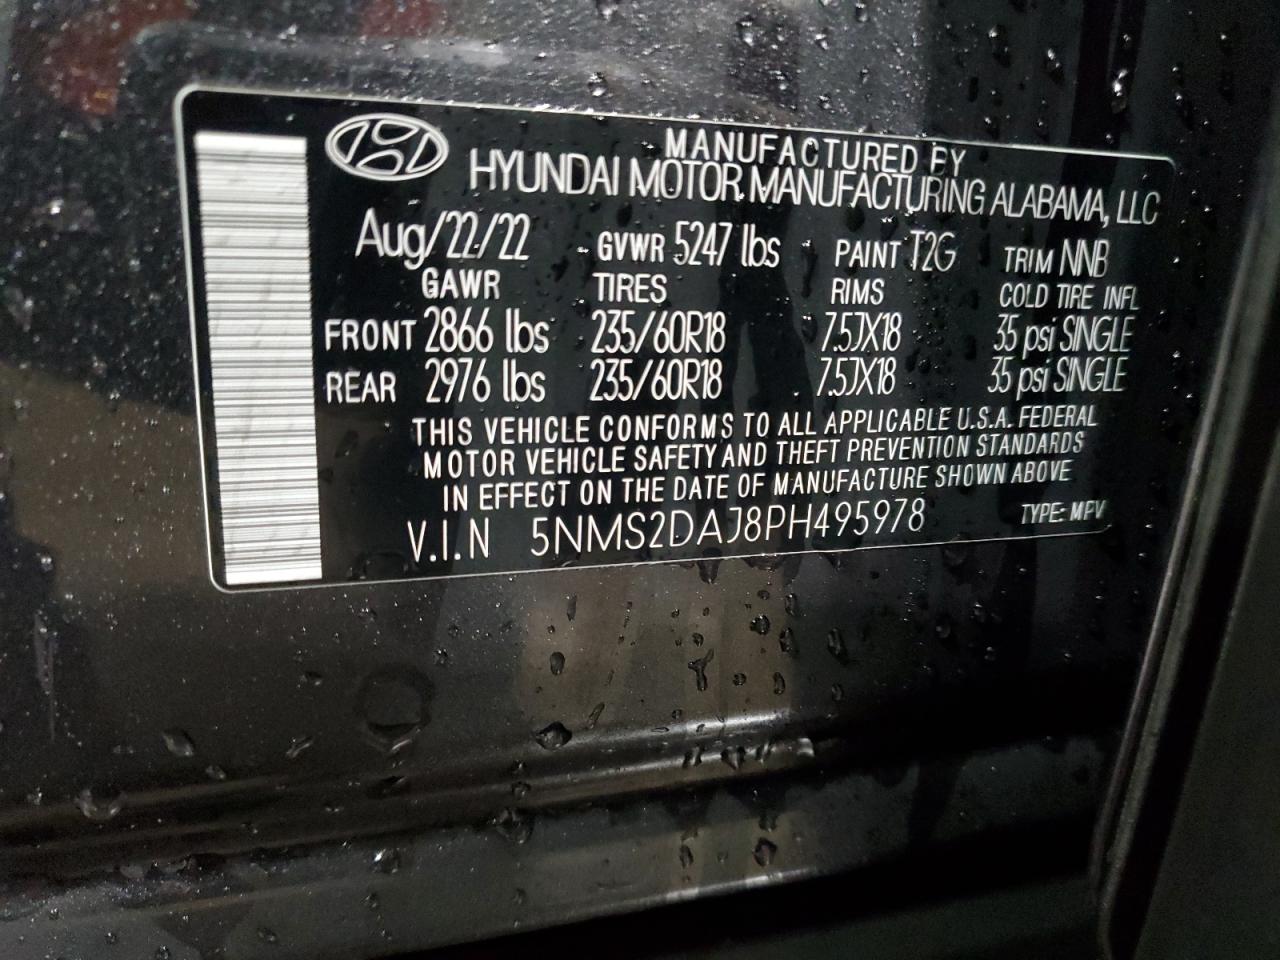 MANUFACTURED BY
HYUNDAI MOTOR MANUFACTURING ALABAMA, LLC
Aug/22/22 GVWR 5247 lbs PAINT T2G TRIM NNB
GAWR TIRES RIMS COLD TIRE INFL
FRONT 2866 lbs 235/60R18 7.5JX18 35 psi SINGLE
REAR 2976 lbs 235/60R18 7.5JX18 35 psi SINGLE
THIS VEHICLE CONFORMS TO ALL APPLICABLE U.S.A. FEDERAL
MOTOR VEHICLE SAFETY AND THEFT PREVENTION STANDARDS
IN EFFECT ON THE DATE OF MANUFACTURE SHOWN ABOVE
V.I.N 5NMS2DAJ8PH495978 TYPE: MPV